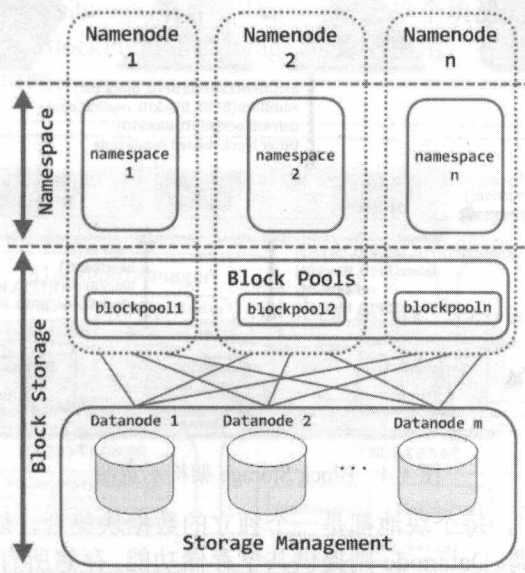 Namenode 1
Namenode 2
Namenode n
Namespace
namespace 1
namespace 2
namespace n
Block Storage
Block Pools
blockpool1
blockpool2
blockpooln
Datanode 1
Datanode 2
Datanode m
...
Storage Management